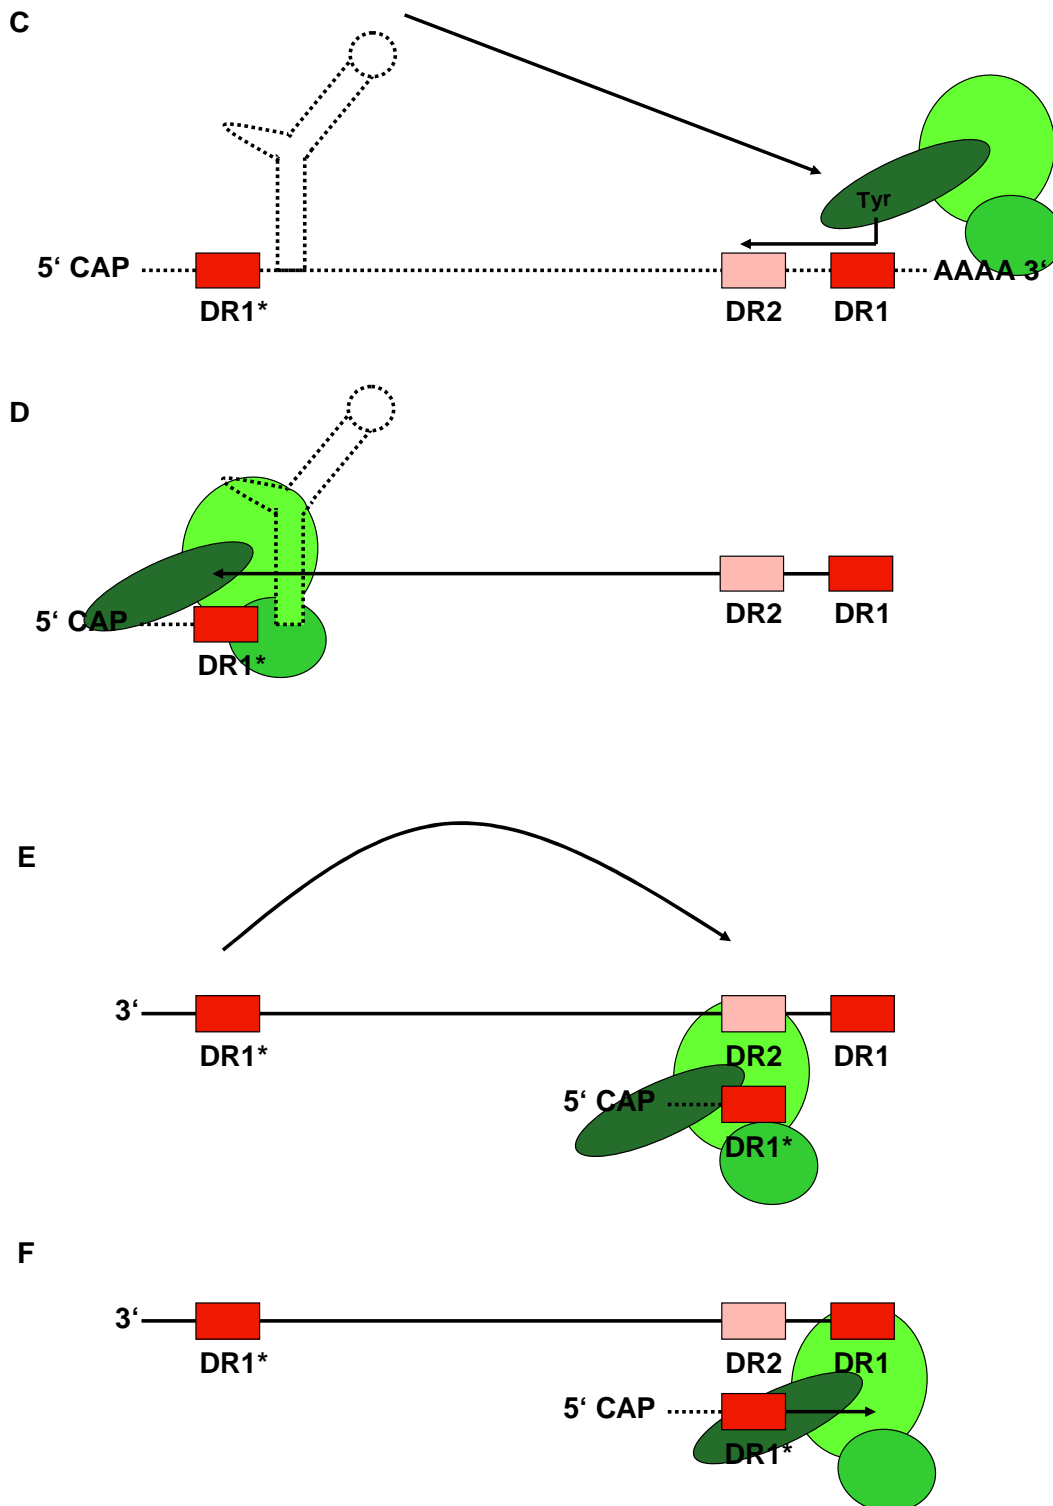 C
Tyr
5‘ CAP
AAAA 3‘
DR1*
DR2
DR1
D
DR2
DR1
5‘ CAP
DR1*
E
3‘
DR1*
DR2
DR1
5‘ CAP
DR1*
F
3‘
DR1*
DR2
DR1
5‘ CAP
DR1*